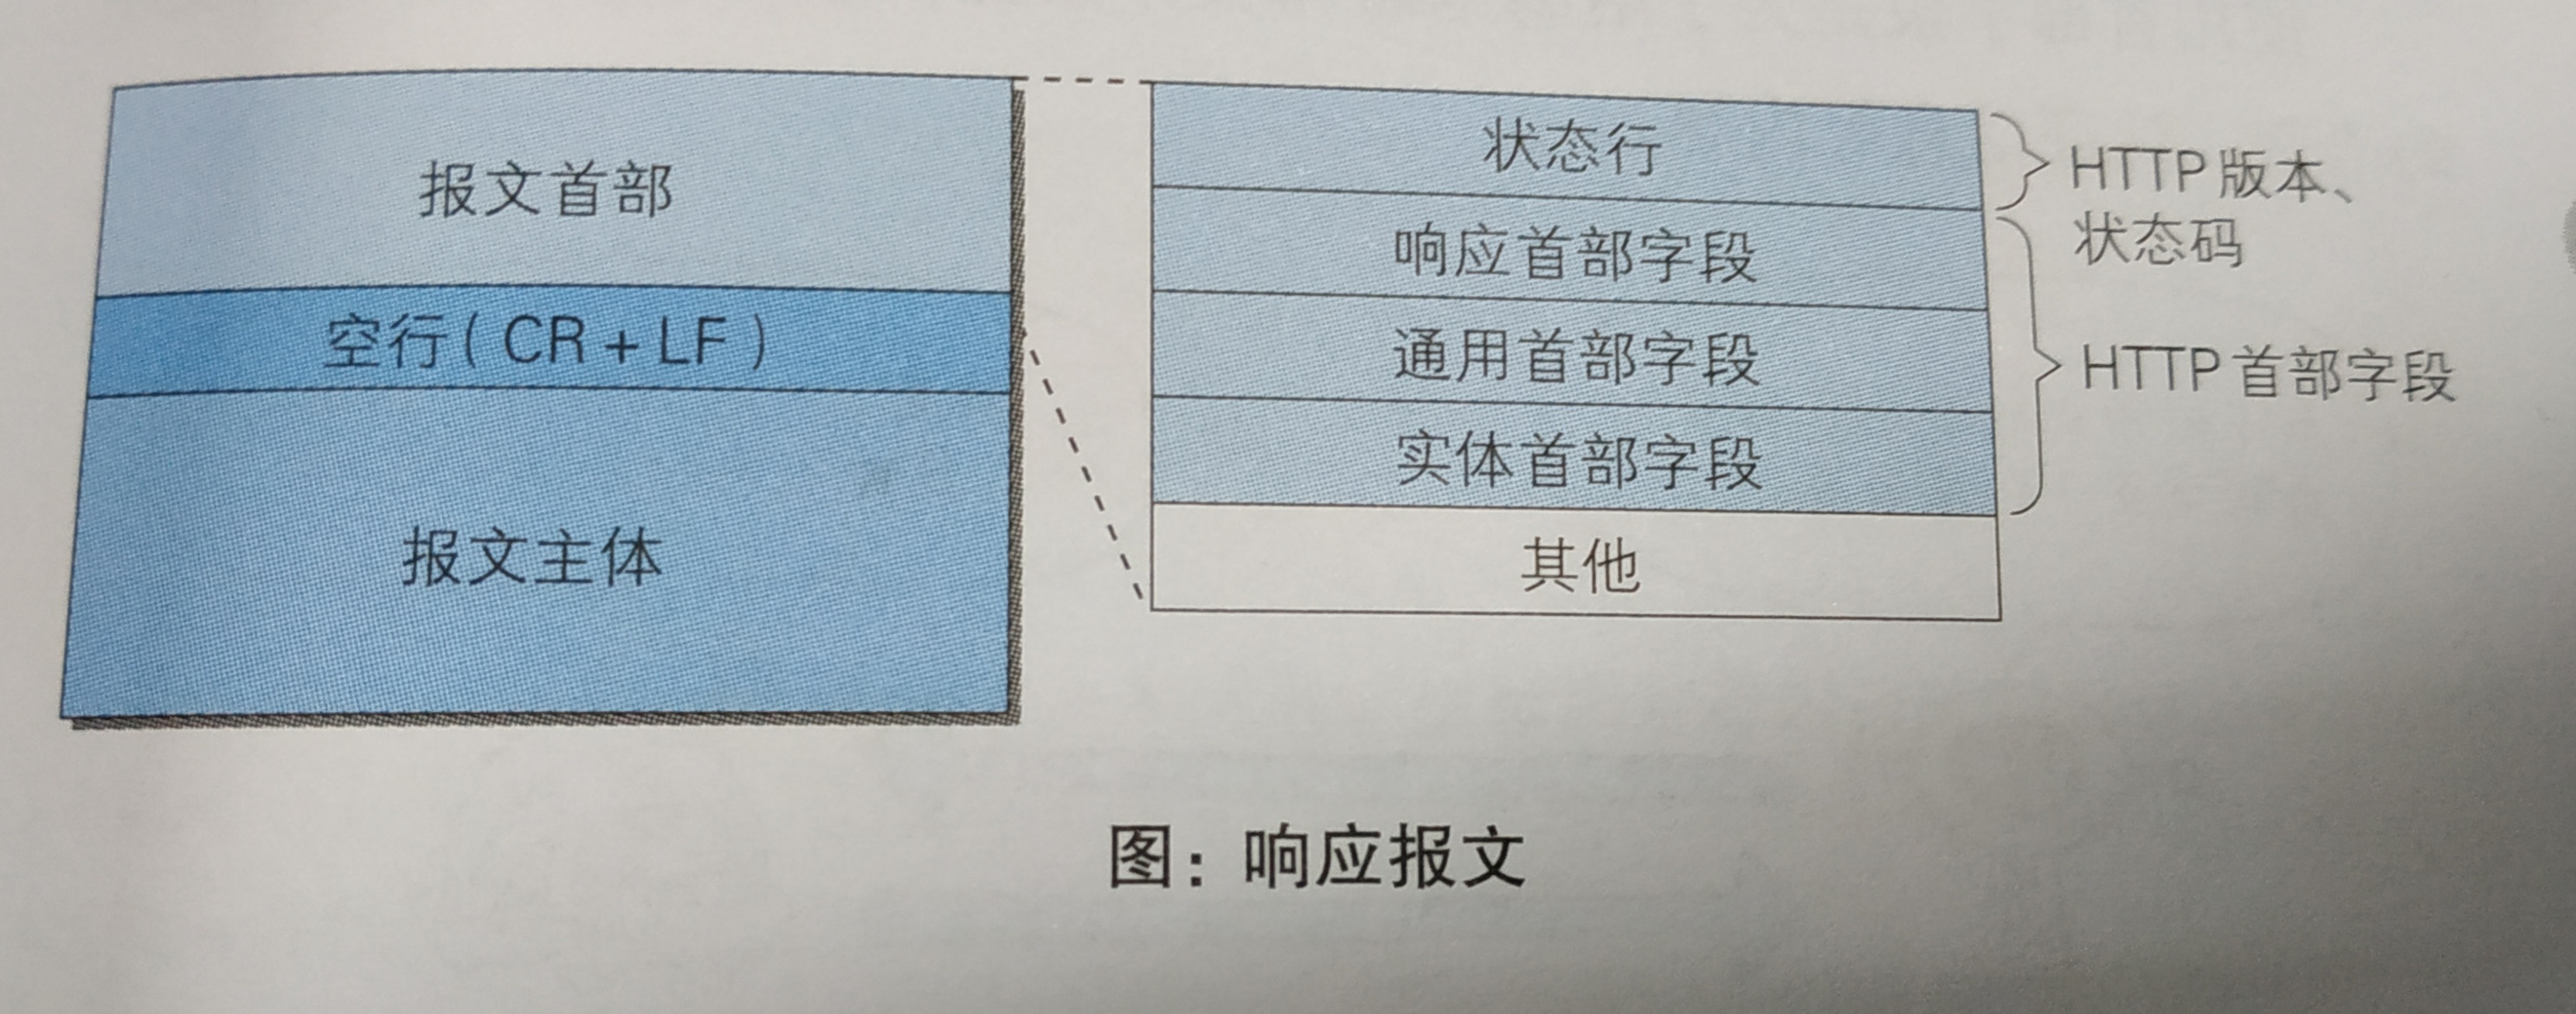 报文首部
空行（CR + LF）
报文主体
状态行
响应首部字段
通用首部字段
实体首部字段
其他
HTTP 版本、
状态码
HTTP 首部字段
图：响应报文